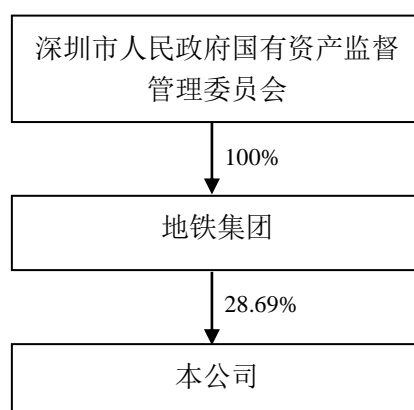 深圳市人民政府国有资产监督
管理委员会
100%
地铁集团
28.69%
本公司